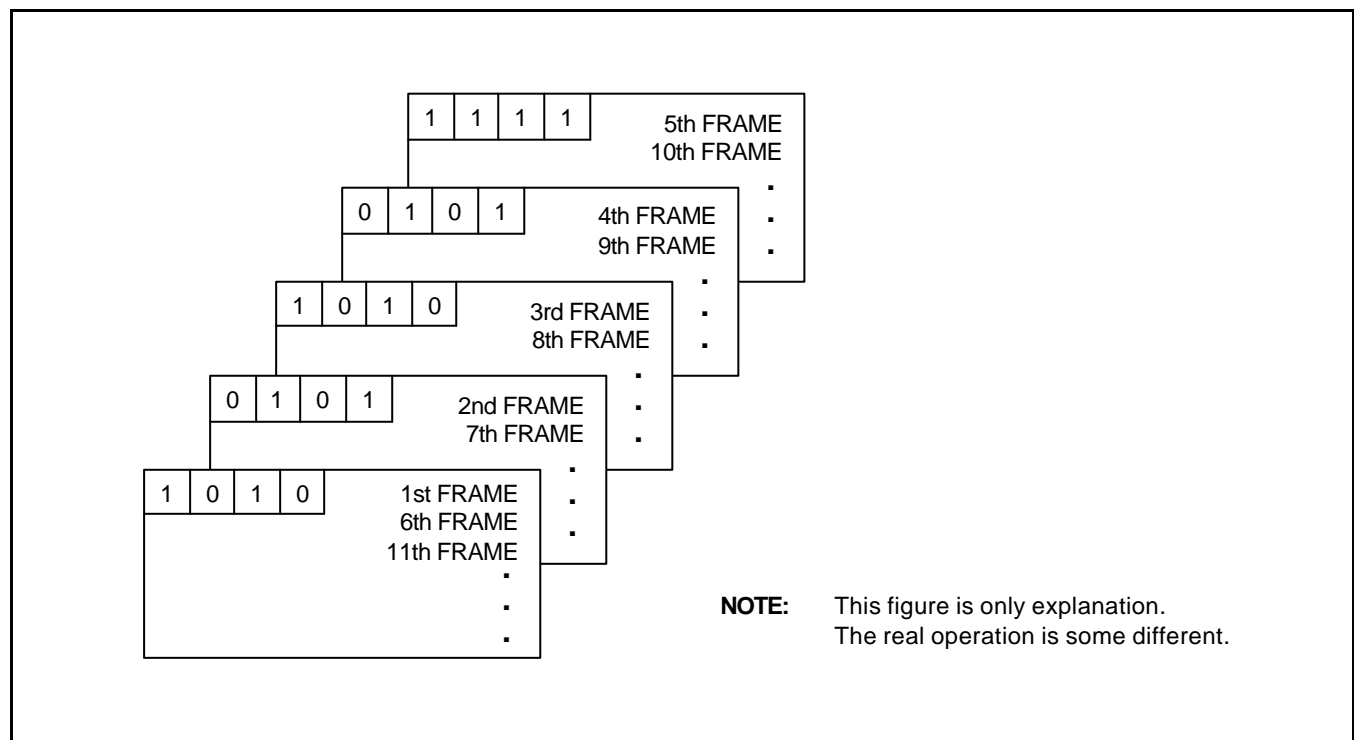 1 1 1 1
5th FRAME
10th FRAME
0 1 0 1
4th FRAME
9th FRAME
1 0 1 0
3rd FRAME
8th FRAME
0 1 0 1
2nd FRAME
7th FRAME
1 0 1 0
1st FRAME
6th FRAME
11th FRAME
NOTE: This figure is only explanation.
The real operation is some different.